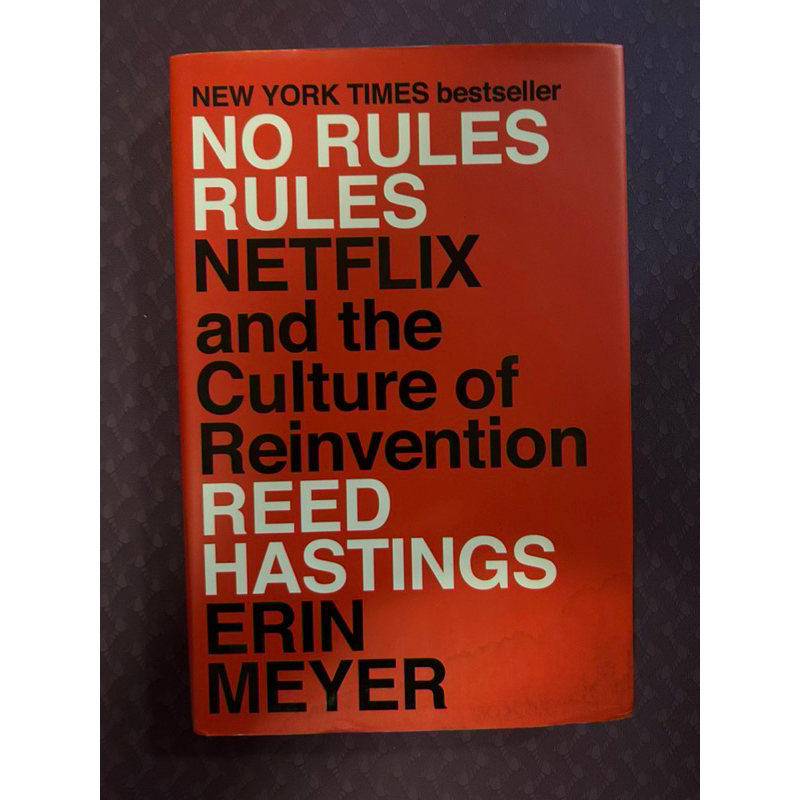 NEW YORK TIMES bestseller
NO RULES
RULES
NETFLIX
and the
Culture of
Reinvention
REED
HASTINGS
ERIN
MEYER